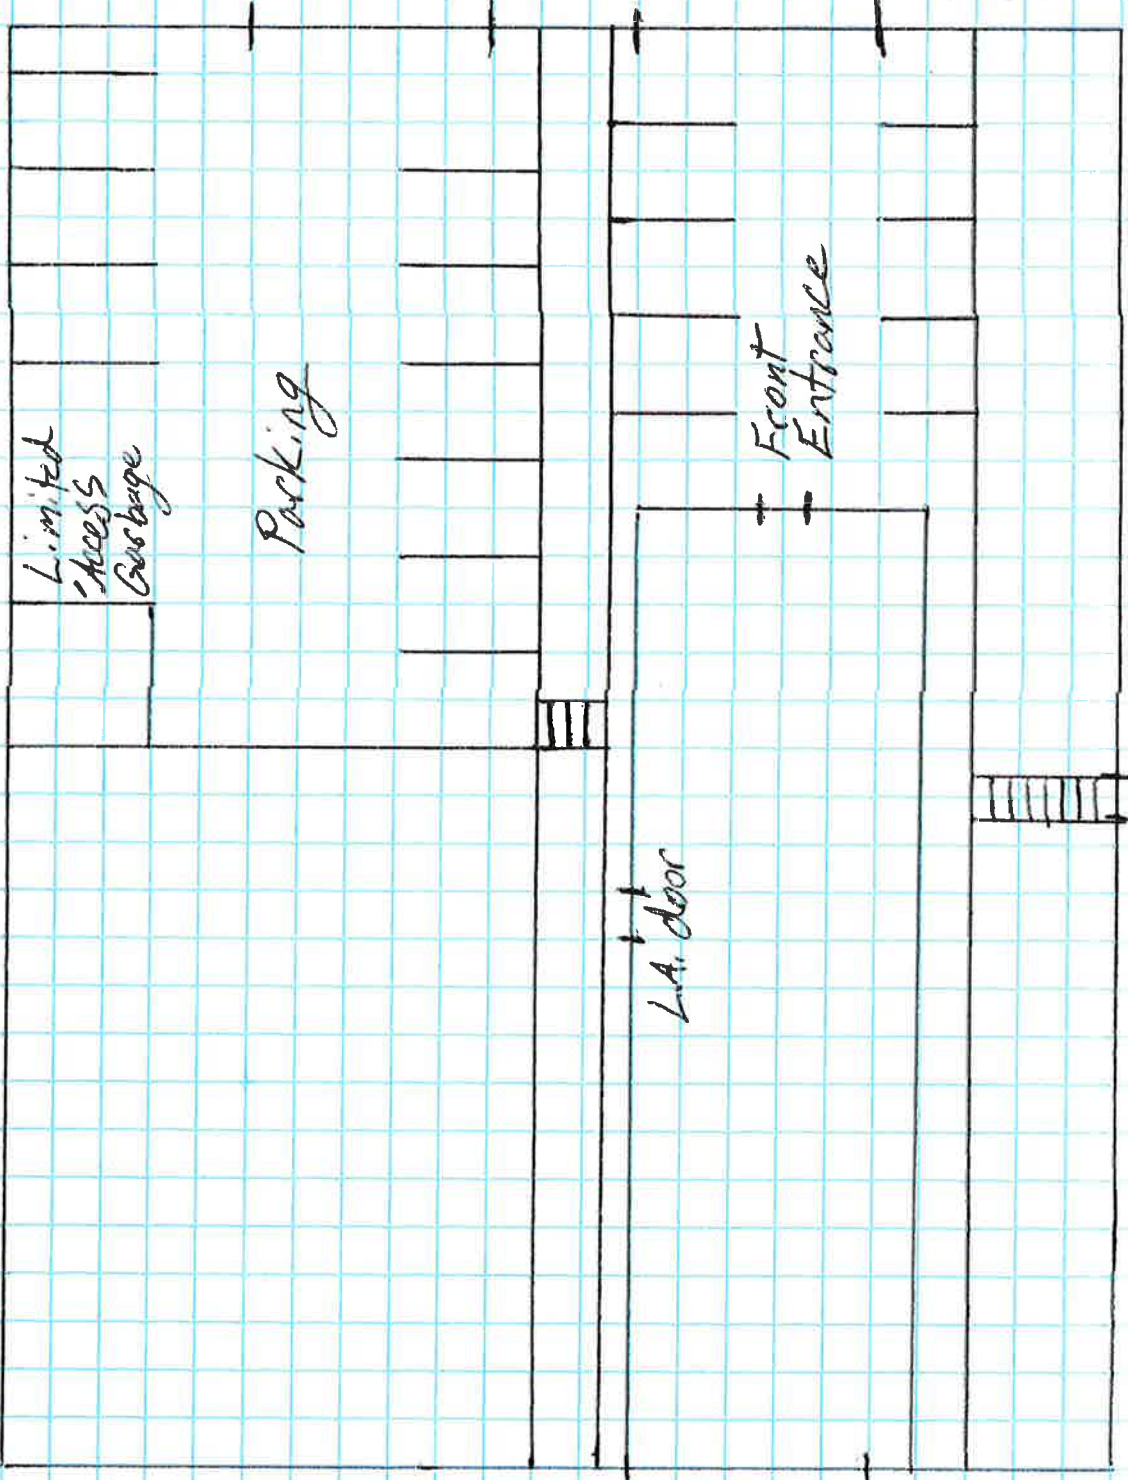 Limited
Access
Garbage
Parking
Front
Entrance
L.A. door